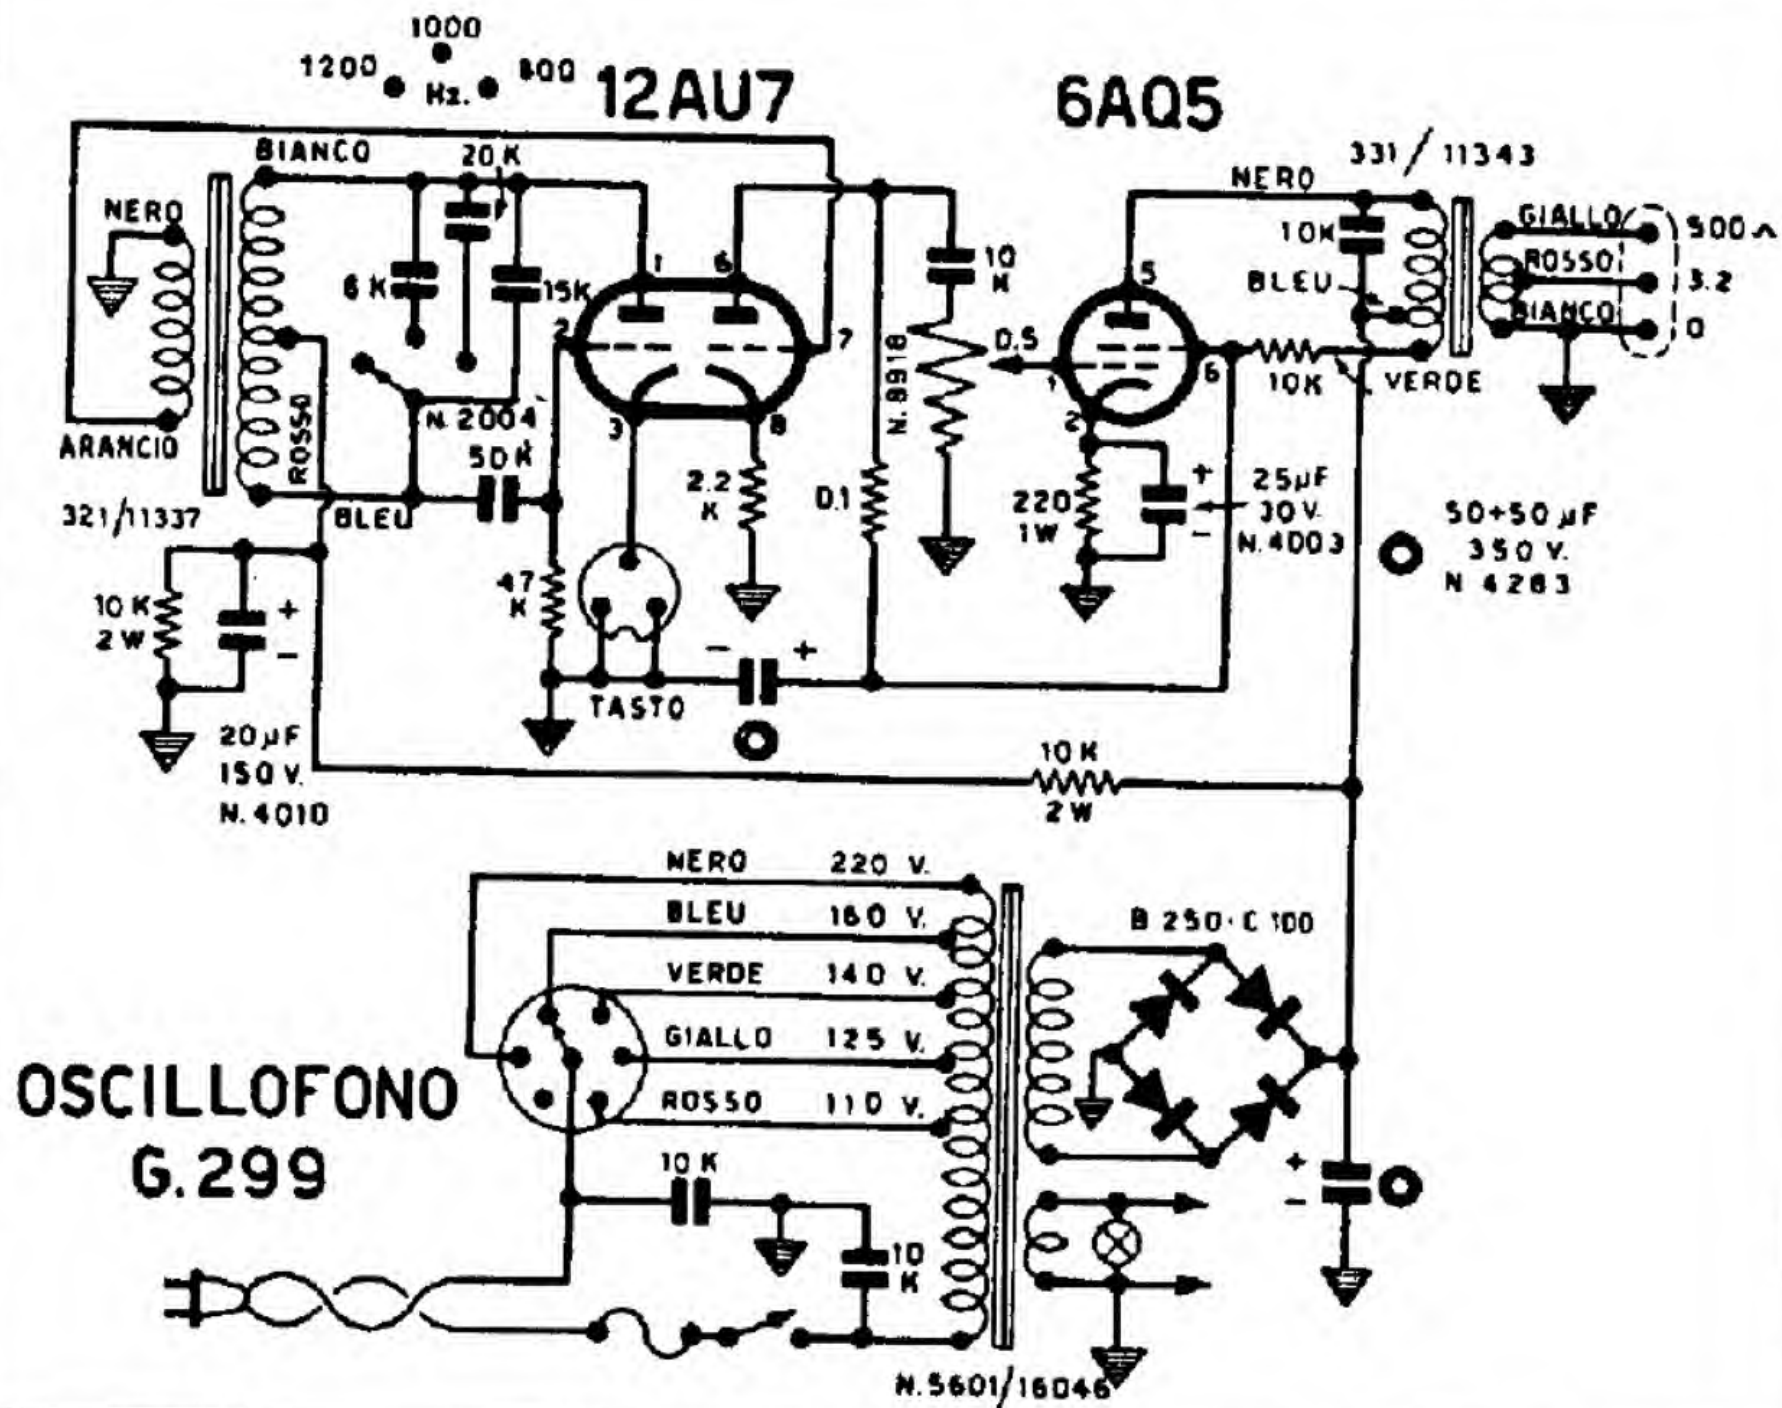 1000
1200 800
Hz.
12AU7
6AQ5
331/11343
BIANCO
20 K
NERO
NERO
6 K
15K
1
6
2
7
10
K
N.8918
0.5
5
1
6
2
10K
BLEU
10K
VERDE
GIALLO
500
ROSSO
3.2
BIANCO
0
ARANCIO
ROSSO
N.2004
3
8
50 K
321/11337
BLEU
2.2
K
0.1
220
1W
+
25µF
30 V.
-
N.4003
50+50 µF
350 V.
N 4283
10 K
2 W
+
-
47
K
- +
TASTO
20µF
150 V.
N.4010
10 K
2 W
NERO 220 V.
BLEU 160 V.
VERDE 140 V.
GIALLO 125 V.
ROSSO 110 V.
B 250·C 100
OSCILLOFONO
G.299
10 K
10
K
+
-
N.5601/16046